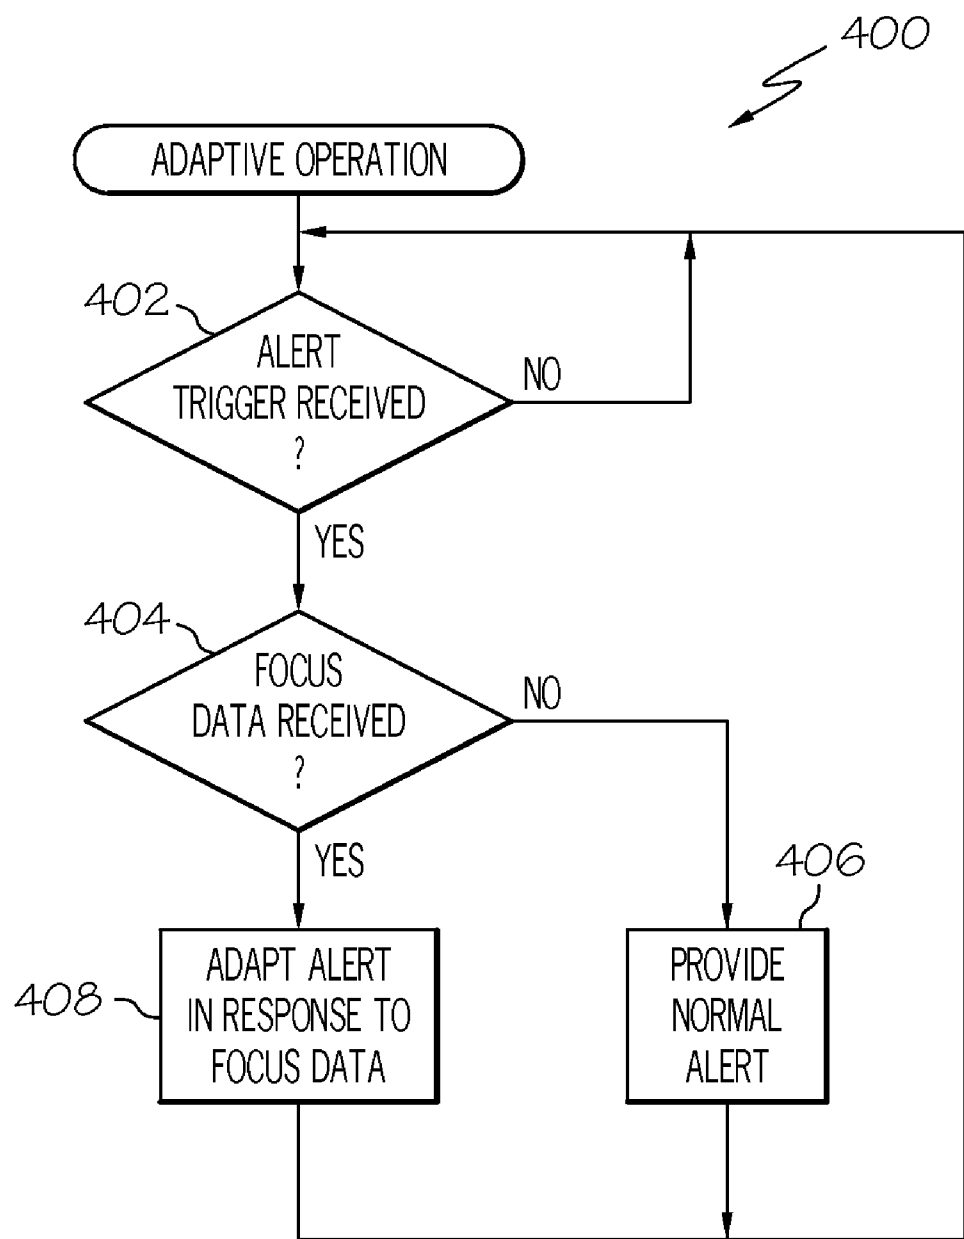 400
ADAPTIVE OPERATION
402
ALERT
TRIGGER RECEIVED
?
NO
YES
404
FOCUS
DATA RECEIVED
?
NO
YES
406
408
ADAPT ALERT
IN RESPONSE TO
FOCUS DATA
PROVIDE
NORMAL
ALERT